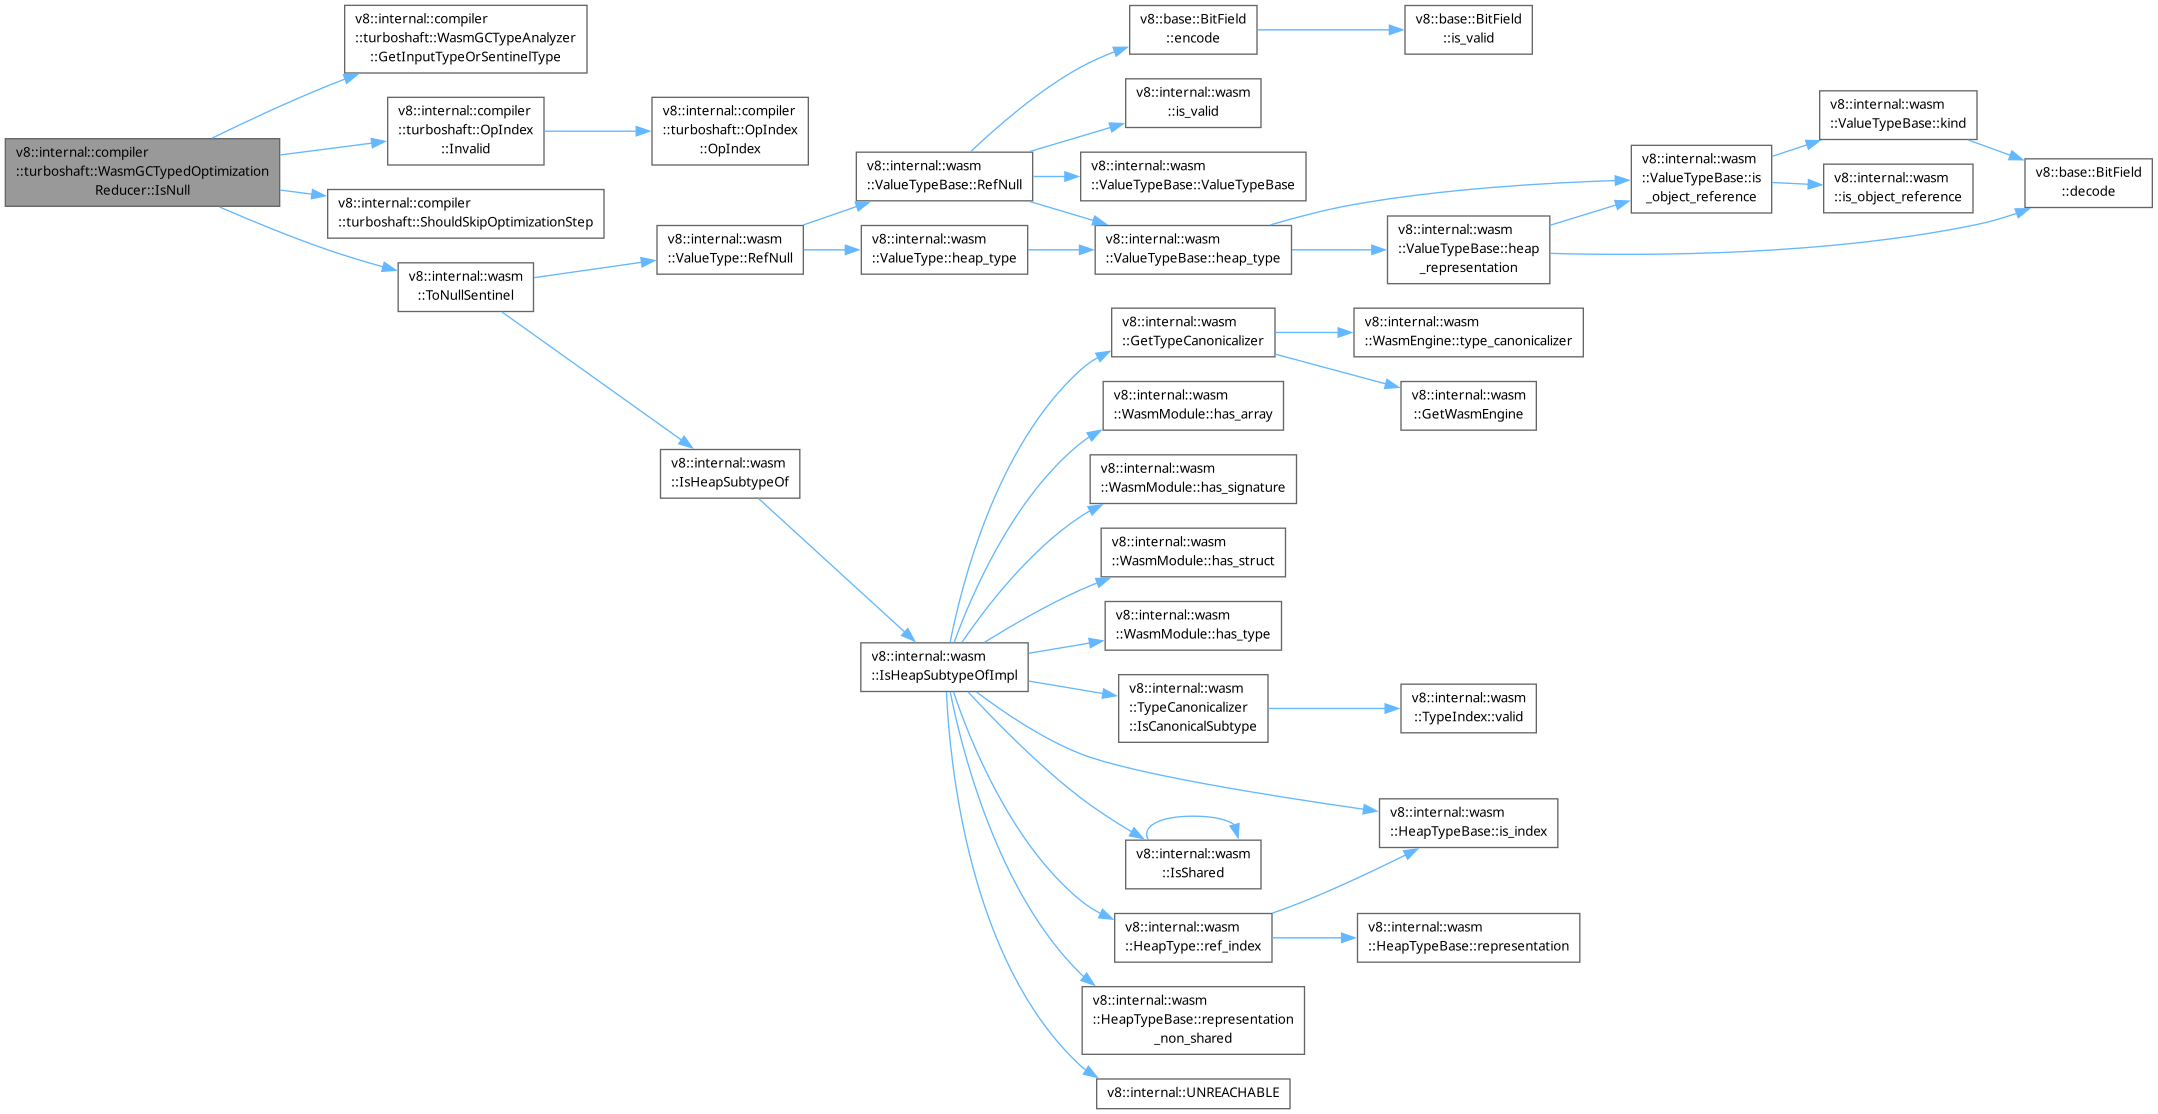 v8::internal::compiler
::turboshaft::WasmGCTypedOptimization
Reducer::IsNull
v8::internal::compiler
::turboshaft::WasmGCTypeAnalyzer
::GetInputTypeOrSentinelType
v8::internal::compiler
::turboshaft::OpIndex
::Invalid
v8::internal::compiler
::turboshaft::OpIndex
::OpIndex
v8::internal::compiler
::turboshaft::ShouldSkipOptimizationStep
v8::internal::wasm
::ToNullSentinel
v8::internal::wasm
::ValueType::RefNull
v8::internal::wasm
::ValueTypeBase::RefNull
v8::base::BitField
::encode
v8::base::BitField
::is_valid
v8::internal::wasm
::is_valid
v8::internal::wasm
::ValueTypeBase::ValueTypeBase
v8::internal::wasm
::ValueType::heap_type
v8::internal::wasm
::ValueTypeBase::heap_type
v8::internal::wasm
::ValueTypeBase::heap
_representation
v8::internal::wasm
::ValueTypeBase::is
_object_reference
v8::internal::wasm
::ValueTypeBase::kind
v8::internal::wasm
::is_object_reference
v8::base::BitField
::decode
v8::internal::wasm
::IsHeapSubtypeOf
v8::internal::wasm
::IsHeapSubtypeOfImpl
v8::internal::wasm
::GetTypeCanonicalizer
v8::internal::wasm
::WasmEngine::type_canonicalizer
v8::internal::wasm
::GetWasmEngine
v8::internal::wasm
::WasmModule::has_array
v8::internal::wasm
::WasmModule::has_signature
v8::internal::wasm
::WasmModule::has_struct
v8::internal::wasm
::WasmModule::has_type
v8::internal::wasm
::TypeCanonicalizer
::IsCanonicalSubtype
v8::internal::wasm
::TypeIndex::valid
v8::internal::wasm
::HeapTypeBase::is_index
v8::internal::wasm
::IsShared
v8::internal::wasm
::HeapType::ref_index
v8::internal::wasm
::HeapTypeBase::representation
v8::internal::wasm
::HeapTypeBase::representation
_non_shared
v8::internal::UNREACHABLE